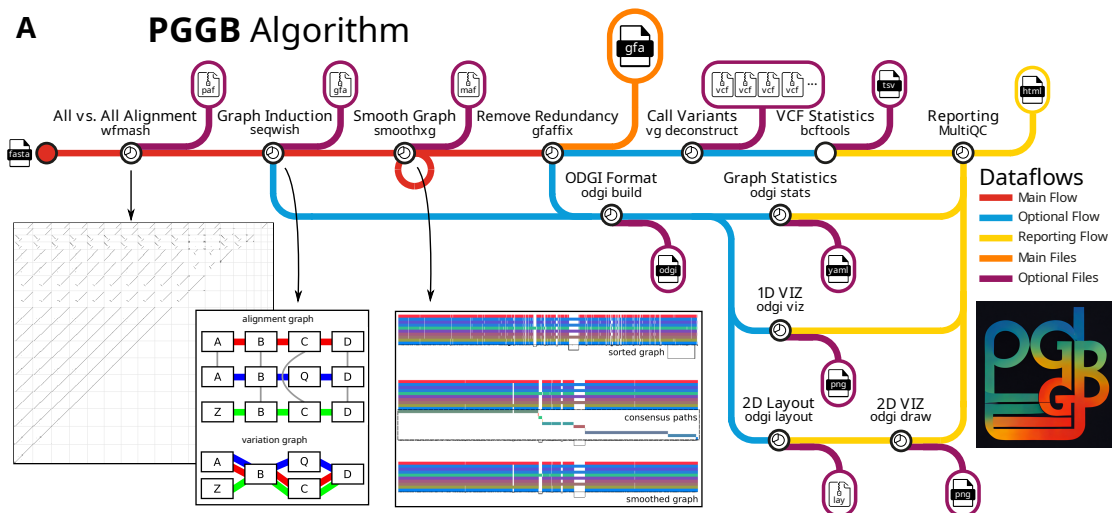 A
PGGB Algorithm
gfa
paf
gfa
maf
vcf vcf vcf vcf ...
tsv
html
All vs. All Alignment
wfmash
Graph Induction
seqwish
Smooth Graph
smoothxg
Remove Redundancy
gfaffix
Call Variants
vg deconstruct
VCF Statistics
bcftools
Reporting
MultiQC
fasta
ODGI Format
odgi build
Graph Statistics
odgi stats
odgi
yaml
Dataflows
Main Flow
Optional Flow
Reporting Flow
Main Files
Optional Files
1D VIZ
odgi viz
png
2D Layout
odgi layout
2D VIZ
odgi draw
lay
png
alignment graph
A B C D
A B Q D
Z B C D
variation graph
A Q
B D
Z C
sorted graph
consensus paths
smoothed graph
pggb